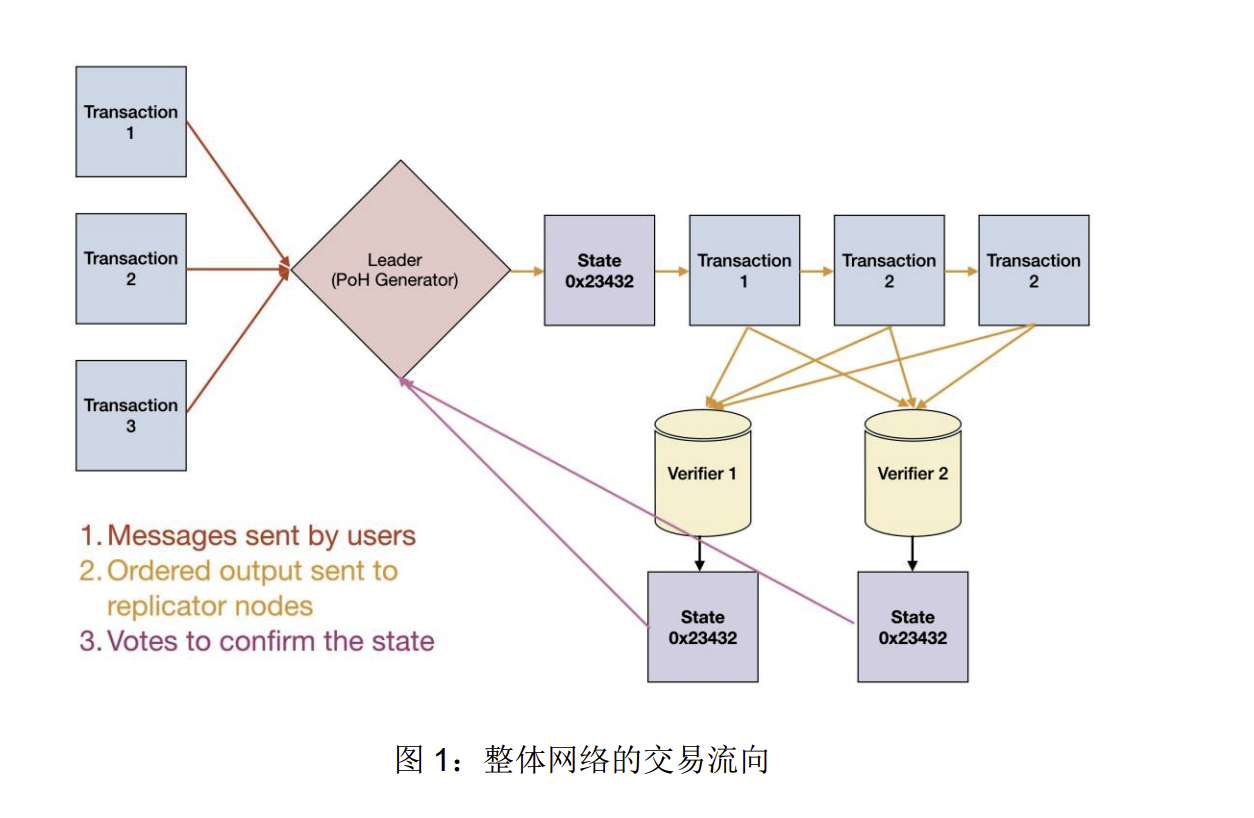 Transaction
1
Transaction
2
Transaction
3
Leader
(PoH Generator)
State
0x23432
Transaction
1
Transaction
2
Transaction
2
Verifier 1
Verifier 2
State
0x23432
State
0x23432
1. Messages sent by users
2. Ordered output sent to
replicator nodes
3. Votes to confirm the state
图 1：整体网络的交易流向